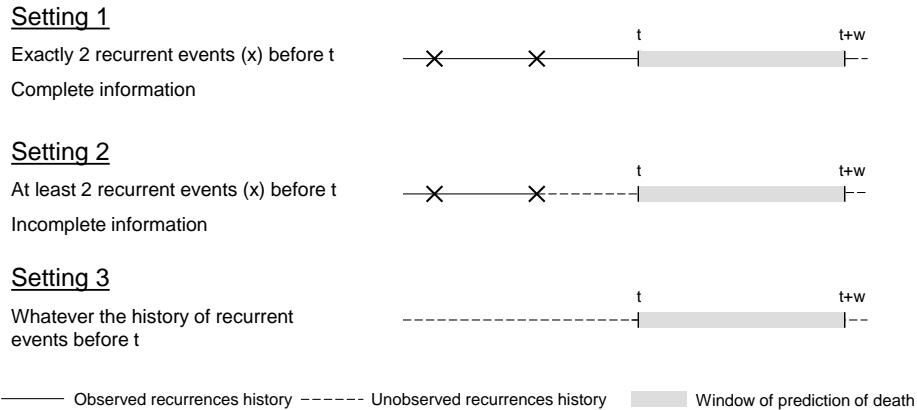 Setting 1
Exactly 2 recurrent events (x) before t
Complete information
t
t+w
Setting 2
At least 2 recurrent events (x) before t
Incomplete information
t
t+w
Setting 3
Whatever the history of recurrent
events before t
t
t+w
Observed recurrences history
Unobserved recurrences history
Window of prediction of death